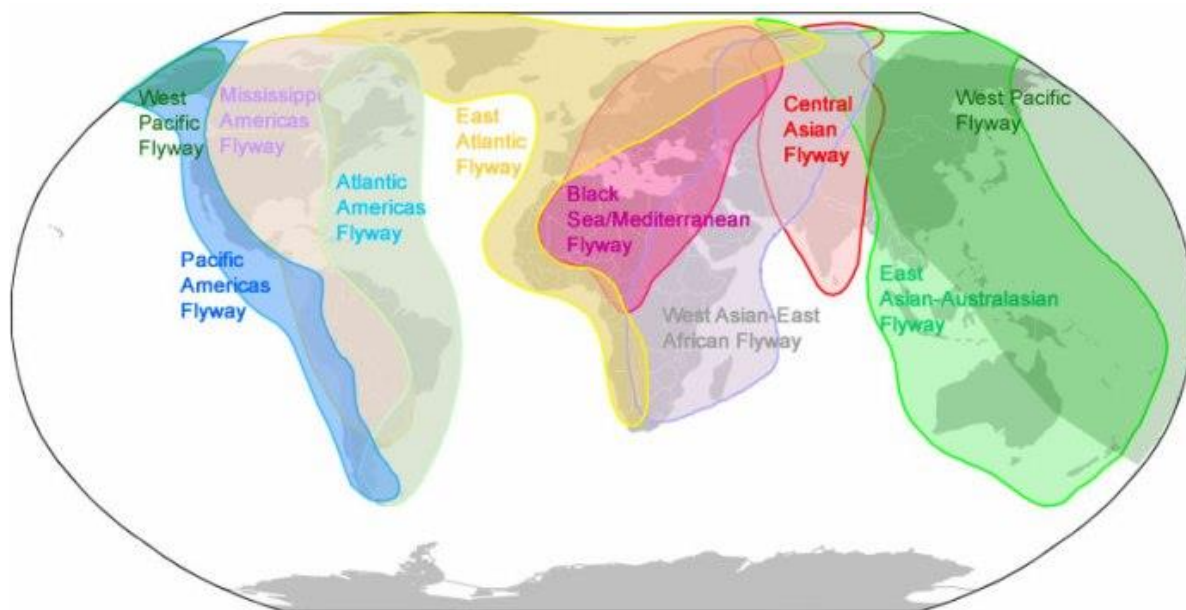 West
Pacific
Flyway
Mississippi
Americas
Flyway
East
Atlantic
Flyway
Central
Asian
Flyway
West Pacific
Flyway
Atlantic
Americas
Flyway
Black
Sea/Mediterranean
Flyway
Pacific
Americas
Flyway
West Asian-East
African Flyway
East
Asian-Australasian
Flyway